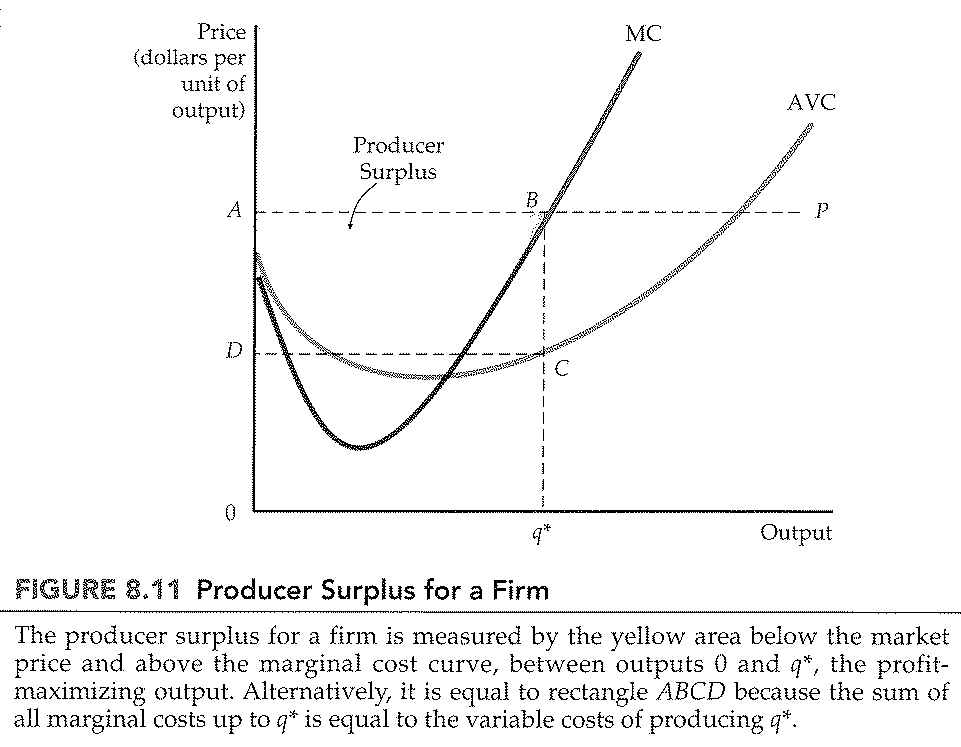 Price
(dollars per
unit of
output)
MC
AVC
Producer
Surplus
A
B
P
D
C
0
q*
Output
FIGURE 8.11 Producer Surplus for a Firm
The producer surplus for a firm is measured by the yellow area below the market
price and above the marginal cost curve, between outputs 0 and q*, the profit-
maximizing output. Alternatively, it is equal to rectangle ABCD because the sum of
all marginal costs up to q* is equal to the variable costs of producing q*.